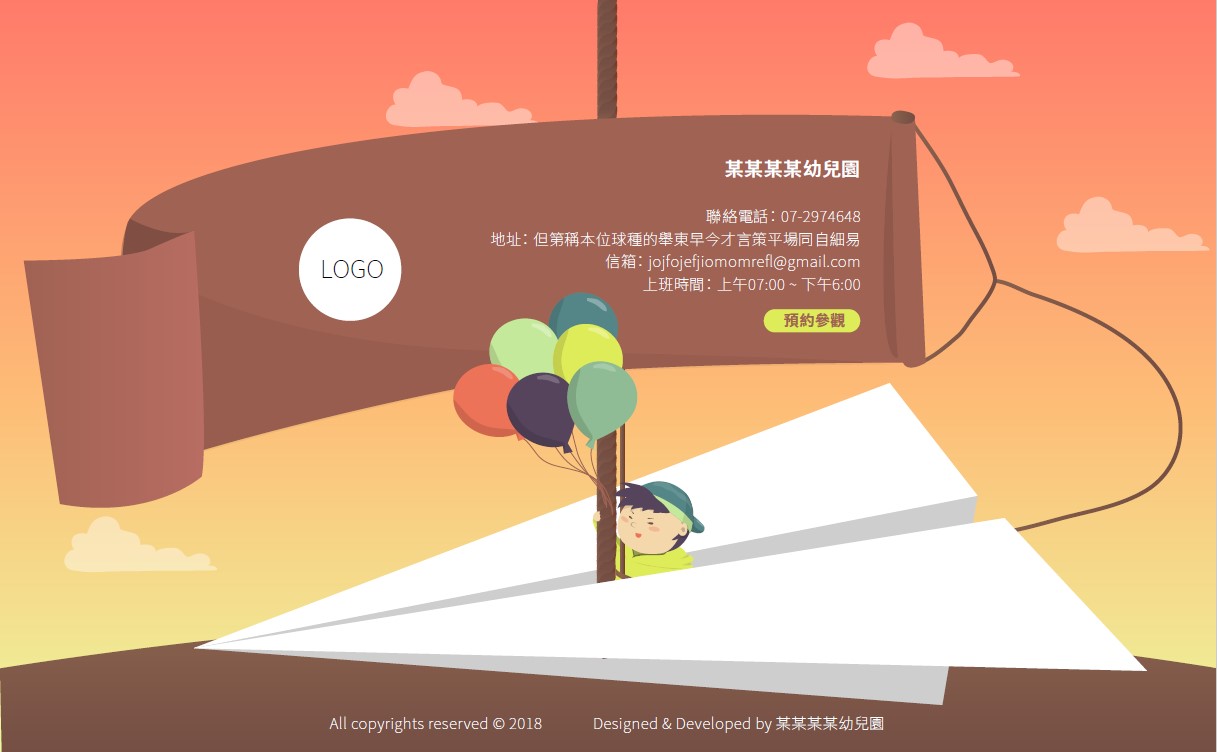 某某某某幼兒園
聯絡電話：07-2974648
地址：但第稱本位球種的舉東早今才言策平場同自細易
信箱：jojfojefjiomomrefl@gmail.com
上班時間：上午07:00 ~ 下午6:00
LOGO
預約參觀
All copyrights reserved © 2018
Designed & Developed by 某某某某幼兒園